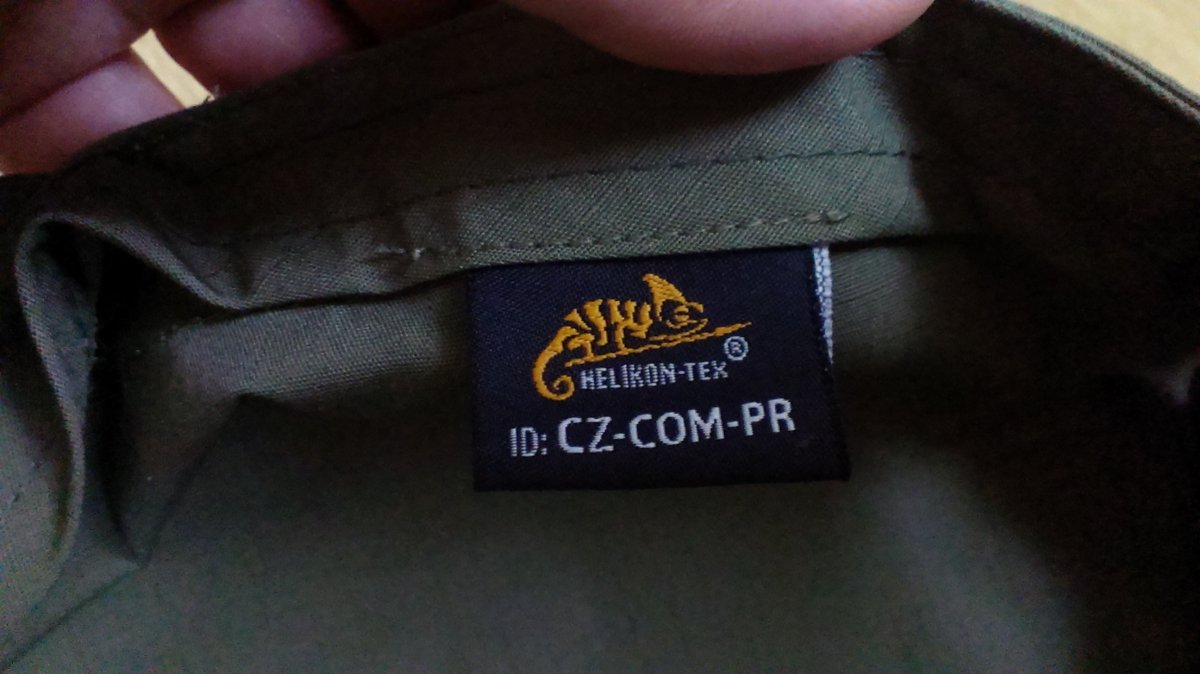 HELIKON-TEX®
ID: CZ-COM-PR